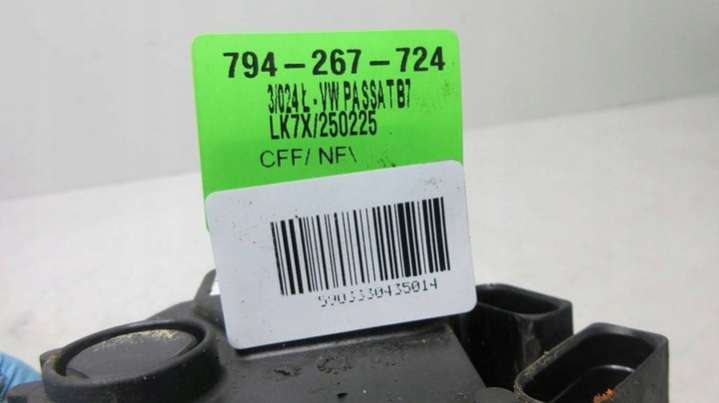 794-267-724
3/024 Ł - VW PASSAT B7
LK7X/250225
CFF/ NF\
5903330435014